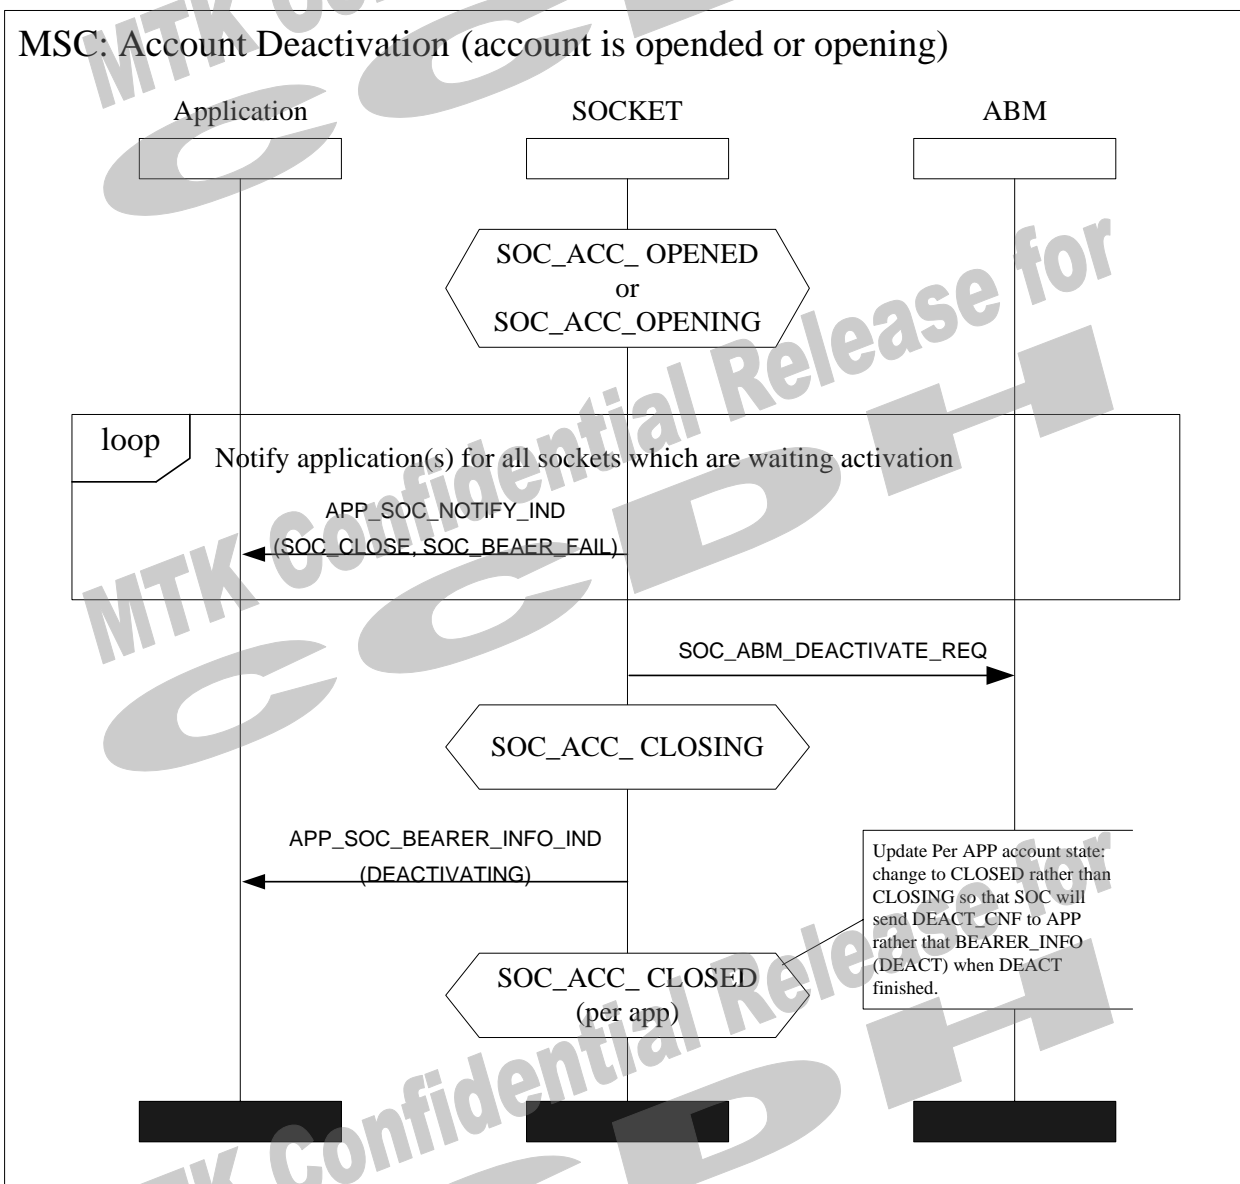 MSC: Account Deactivation (account is opended or opening)
Application
SOCKET
ABM
SOC_ACC_ OPENED
or
SOC_ACC_OPENING
loop
Notify application(s) for all sockets which are waiting activation
APP_SOC_NOTIFY_IND
(SOC_CLOSE, SOC_BEAER_FAIL)
SOC_ABM_DEACTIVATE_REQ
SOC_ACC_ CLOSING
APP_SOC_BEARER_INFO_IND
(DEACTIVATING)
Update Per APP account state:
change to CLOSED rather than
CLOSING so that SOC will
send DEACT_CNF to APP
rather that BEARER_INFO
(DEACT) when DEACT
finished.
SOC_ACC_ CLOSED
(per app)
MTK Confidential Release for
CCDH
MTK Confidential Release for
CCDH